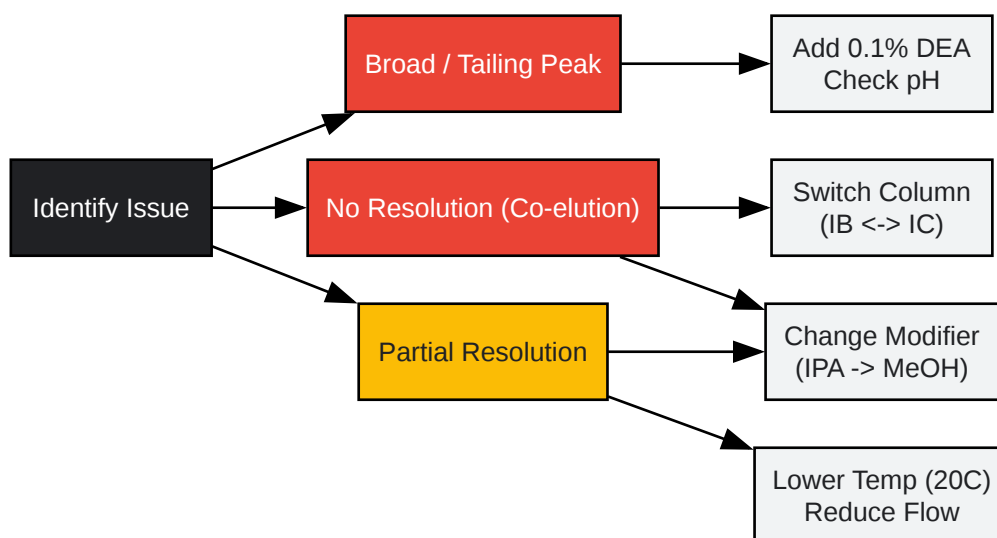 Identify Issue
Broad / Tailing Peak
No Resolution (Co-elution)
Partial Resolution
Add 0.1% DEA
Check pH
Switch Column
(IB <-> IC)
Change Modifier
(IPA -> MeOH)
Lower Temp (20C)
Reduce Flow